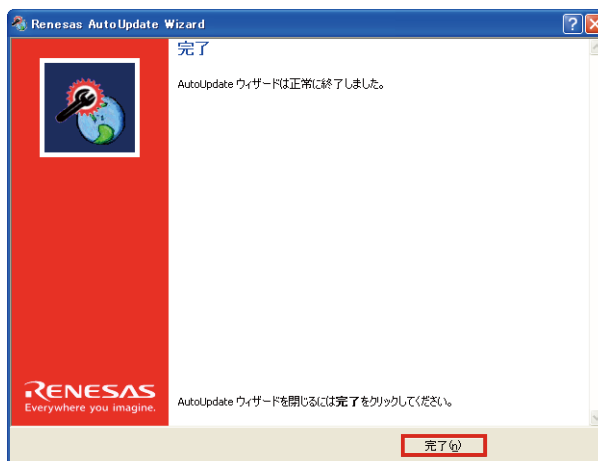 Renesas AutoUpdate Wizard
完了
AutoUpdate ウィザードは正常に終了しました。
RENESAS
Everywhere you imagine.
AutoUpdate ウィザードを閉じるには完了をクリックしてください。
完了(n)